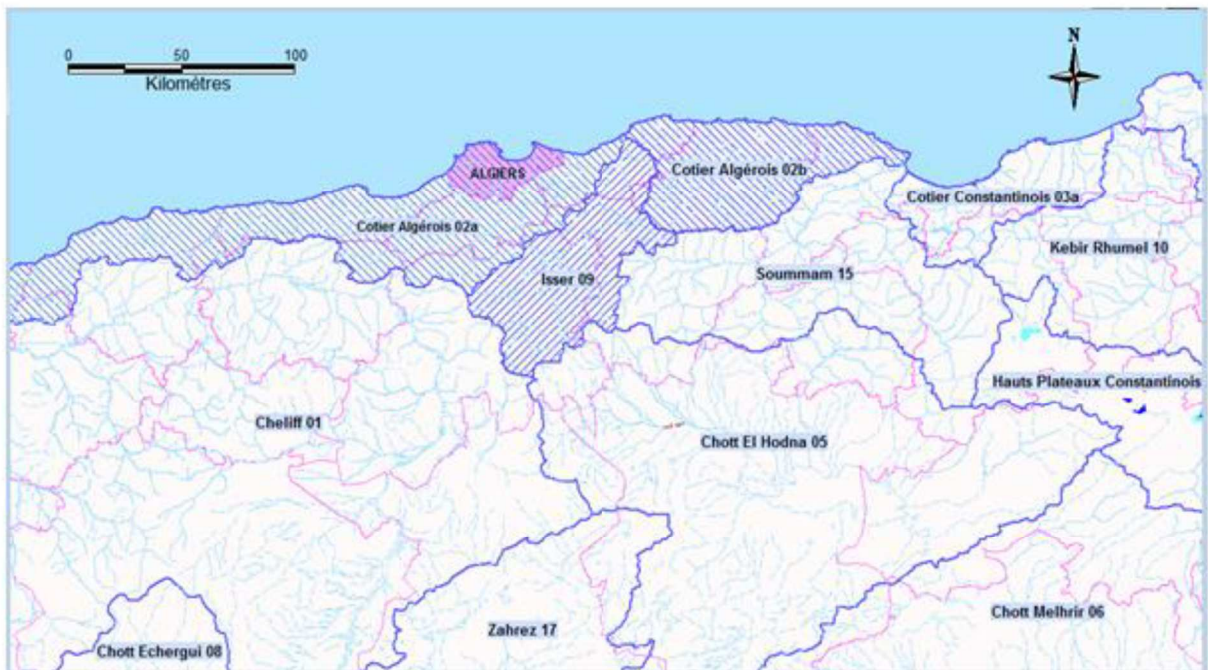 N
0 50 100
Kilomètres
ALGIERS
Cotier Algérois 02b
Cotier Constantinois 03a
Cotier Algérois 02a
Kebir Rhumel 10
Isser 09
Soummam 15
Hauts Plateaux Constantinois
Cheliff 01
Chott El Hodna 05
Chott Melhrir 06
Zahrez 17
Chott Echergui 08